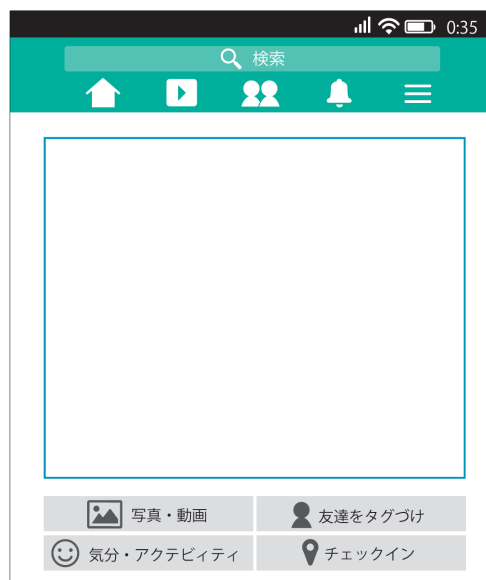 0:35
検索
写真・動画
友達をタグづけ
気分・アクテビィティ
チェックイン